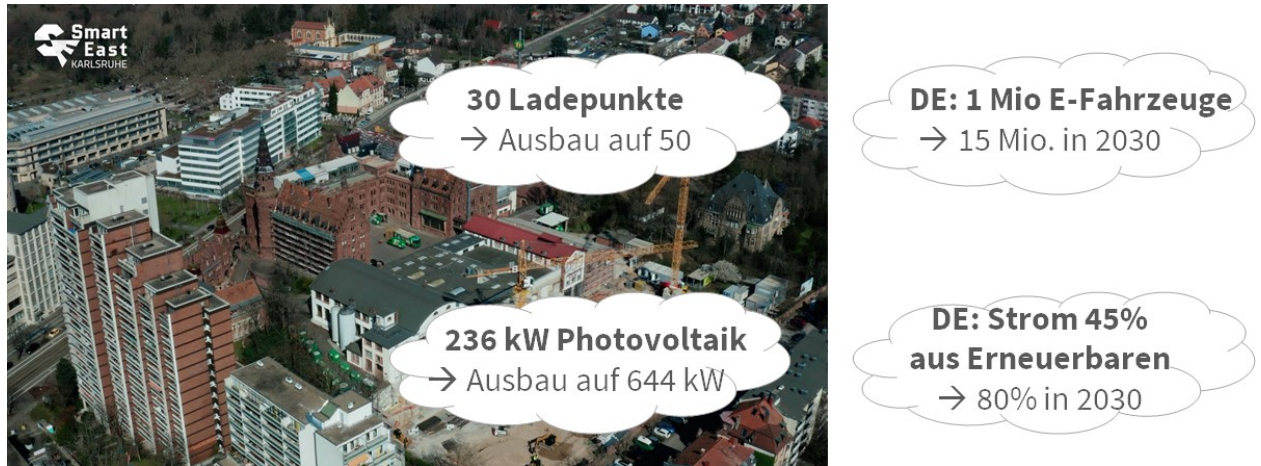 Smart
East
KARLSRUHE
30 Ladepunkte
→ Ausbau auf 50
DE: 1 Mio E-Fahrzeuge
→ 15 Mio. in 2030
236 kW Photovoltaik
→ Ausbau auf 644 kW
DE: Strom 45%
aus Erneuerbaren
→ 80% in 2030